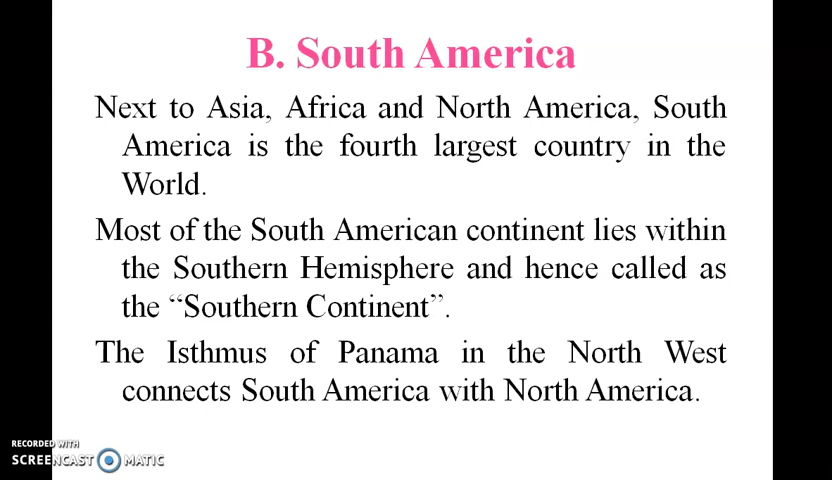 B. South America
Next to Asia, Africa and North America, South
America is the fourth largest country in the
World.
Most of the South American continent lies within
the Southern Hemisphere and hence called as
the “Southern Continent”.
The Isthmus of Panama in the North West
connects South America with North America.
RECORDED WITH
SCREENCAST MATIC